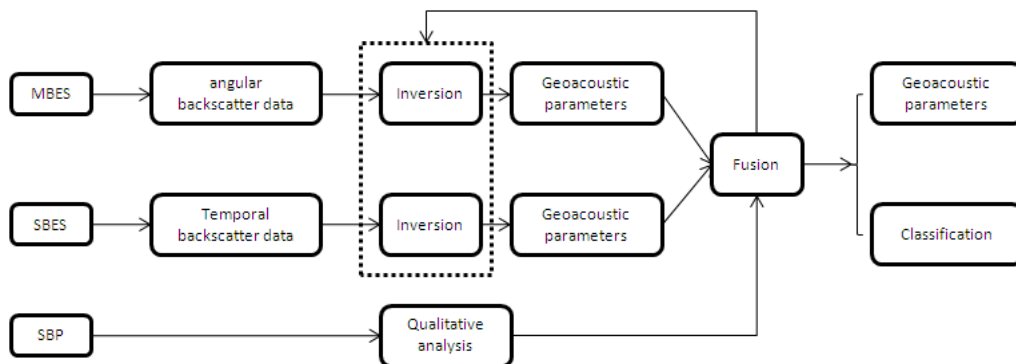 MBES
angular
backscatter data
Inversion
Geoacoustic
parameters
Fusion
Geoacoustic
parameters
SBES
Temporal
backscatter data
Inversion
Geoacoustic
parameters
Classification
SBP
Qualitative
analysis